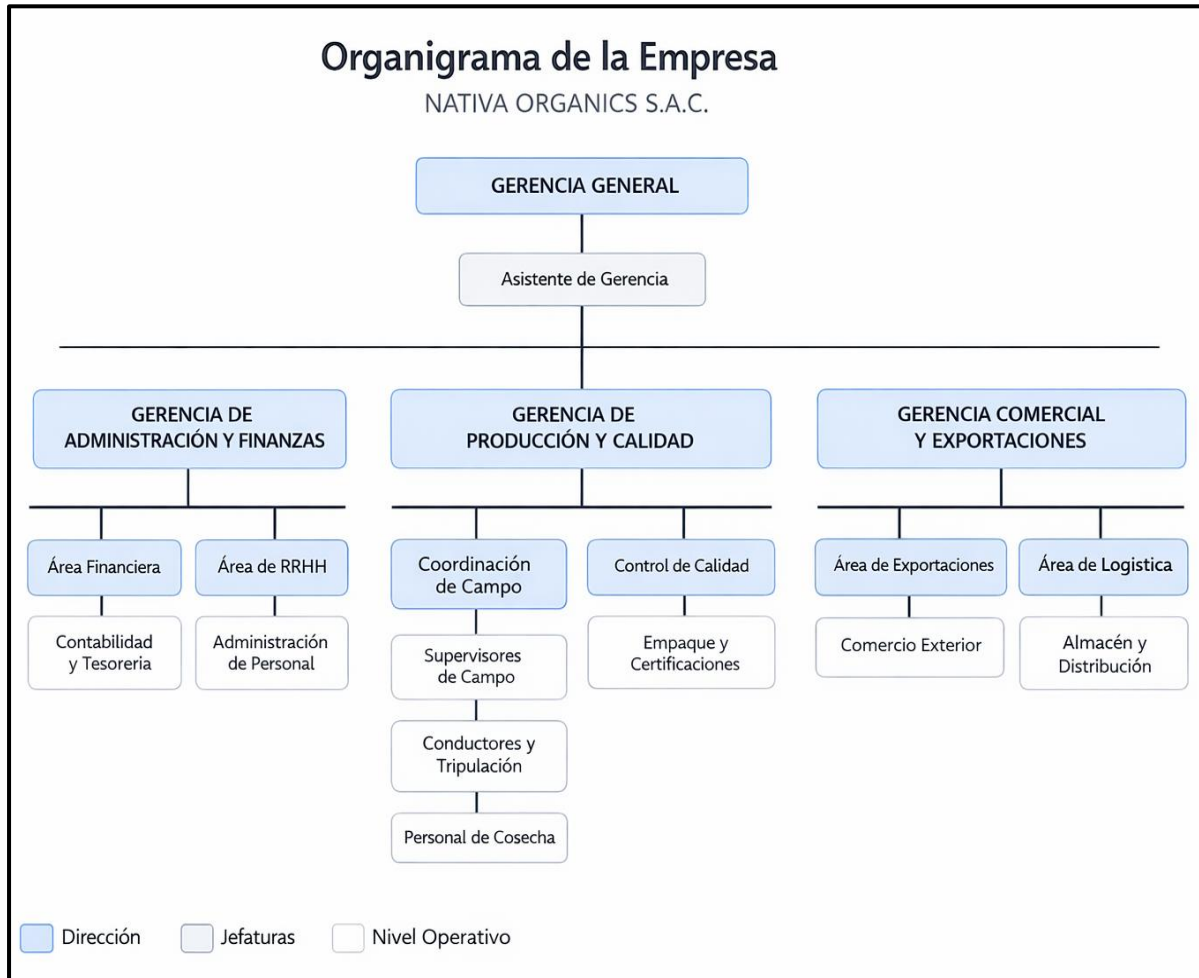 Organigrama de la Empresa
NATIVA ORGANICS S.A.C.
GERENCIA GENERAL
Asistente de Gerencia
GERENCIA DE
ADMINISTRACIÓN Y FINANZAS
GERENCIA DE
PRODUCCIÓN Y CALIDAD
GERENCIA COMERCIAL
Y EXPORTACIONES
Área Financiera
Área de RRHH
Coordinación
de Campo
Control de Calidad
Área de Exportaciones
Área de Logistica
Contabilidad
y Tesoreria
Administración
de Personal
Supervisores
de Campo
Empaque y
Certificaciones
Comercio Exterior
Almacén y
Distribución
Conductores y
Tripulación
Personal de Cosecha
Dirección
Jefaturas
Nivel Operativo